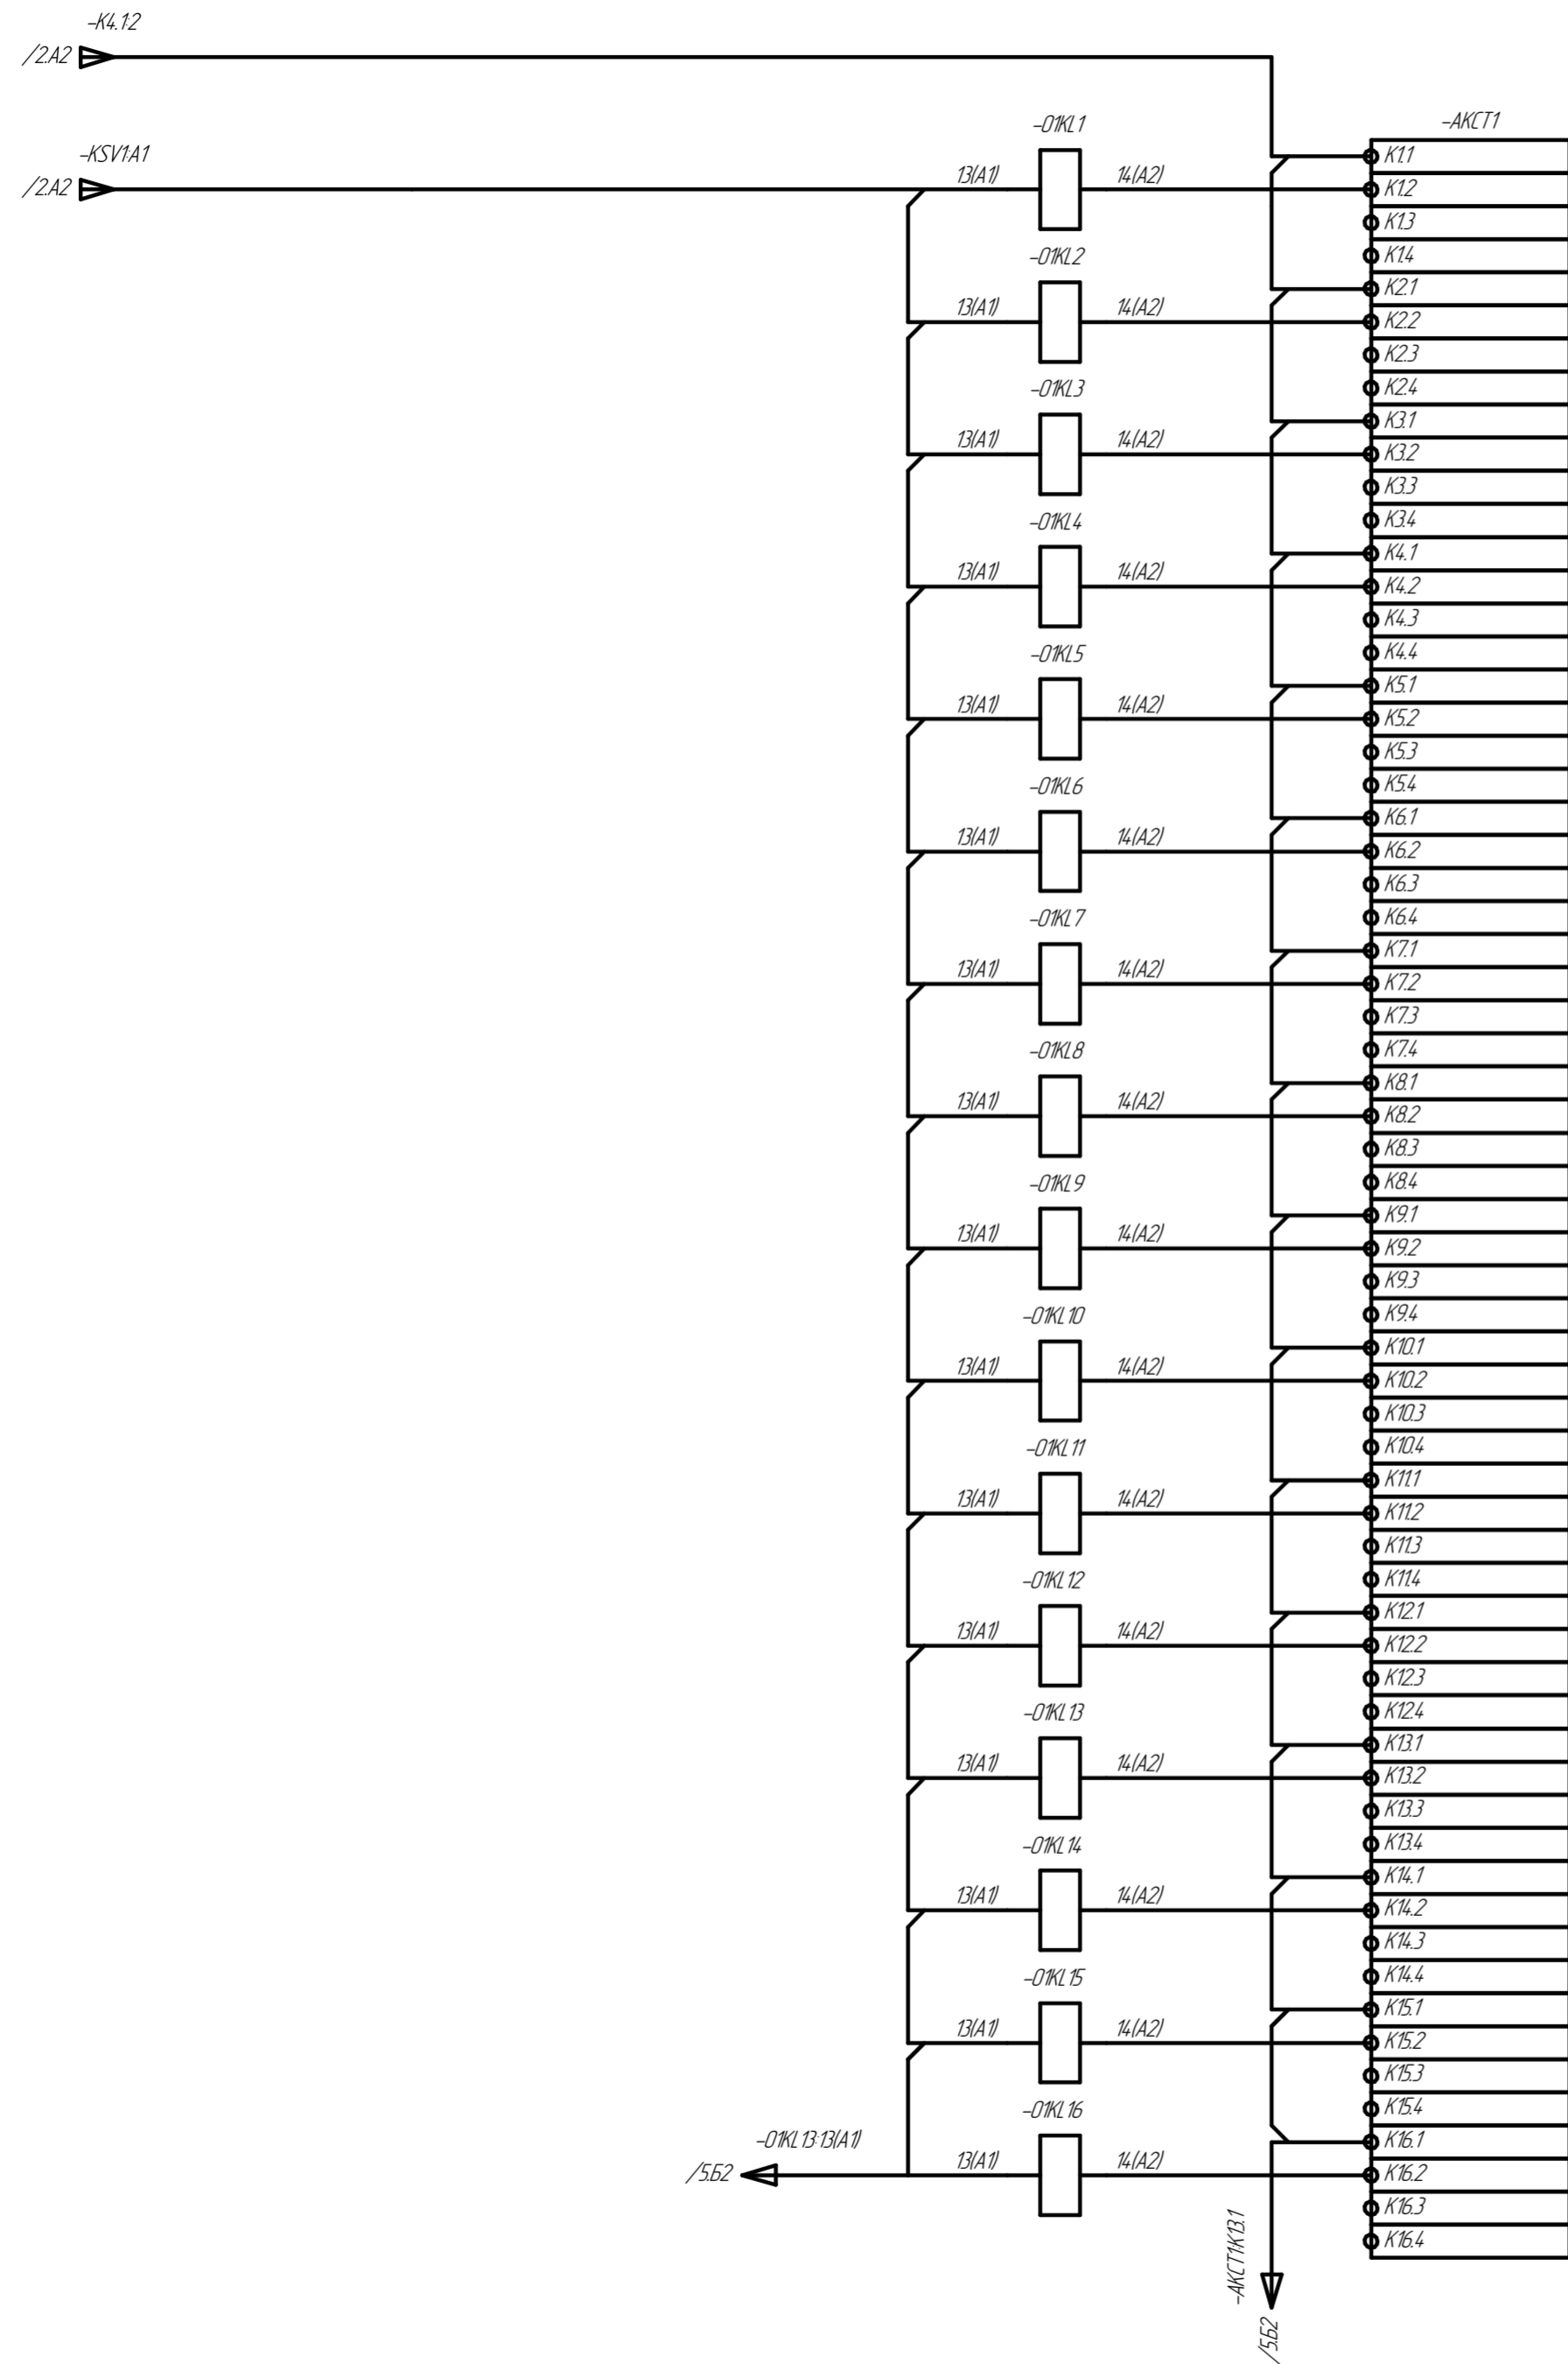 -K4.1:2
/2.A2
-AKCT1
-01KL1
-KSV1:A1
/2.A2
13(A1)
14(A2)
K1.1
K1.2
K1.3
K1.4
-01KL2
13(A1)
14(A2)
K2.1
K2.2
K2.3
K2.4
-01KL3
13(A1)
14(A2)
K3.1
K3.2
K3.3
K3.4
-01KL4
13(A1)
14(A2)
K4.1
K4.2
K4.3
K4.4
-01KL5
13(A1)
14(A2)
K5.1
K5.2
K5.3
K5.4
-01KL6
13(A1)
14(A2)
K6.1
K6.2
K6.3
K6.4
-01KL7
13(A1)
14(A2)
K7.1
K7.2
K7.3
K7.4
-01KL8
13(A1)
14(A2)
K8.1
K8.2
K8.3
K8.4
-01KL9
13(A1)
14(A2)
K9.1
K9.2
K9.3
K9.4
-01KL10
13(A1)
14(A2)
K10.1
K10.2
K10.3
K10.4
-01KL11
13(A1)
14(A2)
K11.1
K11.2
K11.3
K11.4
-01KL12
13(A1)
14(A2)
K12.1
K12.2
K12.3
K12.4
-01KL13
13(A1)
14(A2)
K13.1
K13.2
K13.3
K13.4
-01KL14
13(A1)
14(A2)
K14.1
K14.2
K14.3
K14.4
-01KL15
13(A1)
14(A2)
K15.1
K15.2
K15.3
K15.4
-01KL16
-01KL13:13(A1)
/5.Б2
13(A1)
14(A2)
K16.1
K16.2
K16.3
K16.4
-AKCT1:K13.1
/5.Б2